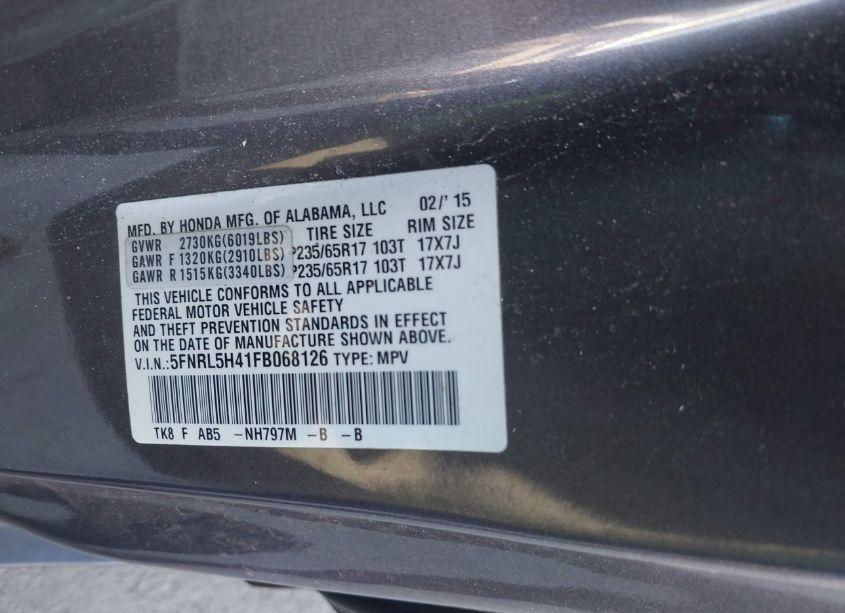 MFD. BY HONDA MFG. OF ALABAMA, LLC 02/' 15
TIRE SIZE RIM SIZE
GVWR 2730KG(6019LBS)
GAWR F 1320KG(2910LBS) P235/65R17 103T 17X7J
GAWR R 1515KG(3340LBS) P235/65R17 103T 17X7J
THIS VEHICLE CONFORMS TO ALL APPLICABLE
FEDERAL MOTOR VEHICLE SAFETY
AND THEFT PREVENTION STANDARDS IN EFFECT
ON THE DATE OF MANUFACTURE SHOWN ABOVE.
V.I.N.:5FNRL5H41FB068126 TYPE: MPV
TK8 F AB5 -NH797M -B -B